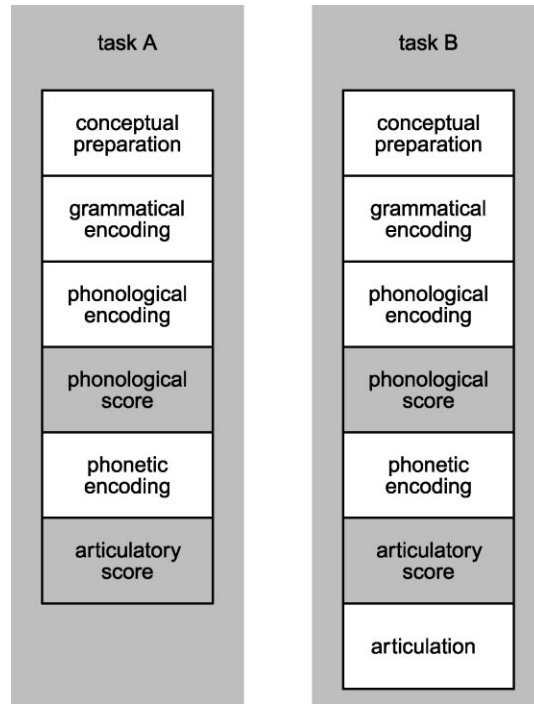 task A
conceptual
preparation
grammatical
encoding
phonological
encoding
phonological
score
phonetic
encoding
articulatory
score
task B
conceptual
preparation
grammatical
encoding
phonological
encoding
phonological
score
phonetic
encoding
articulatory
score
articulation